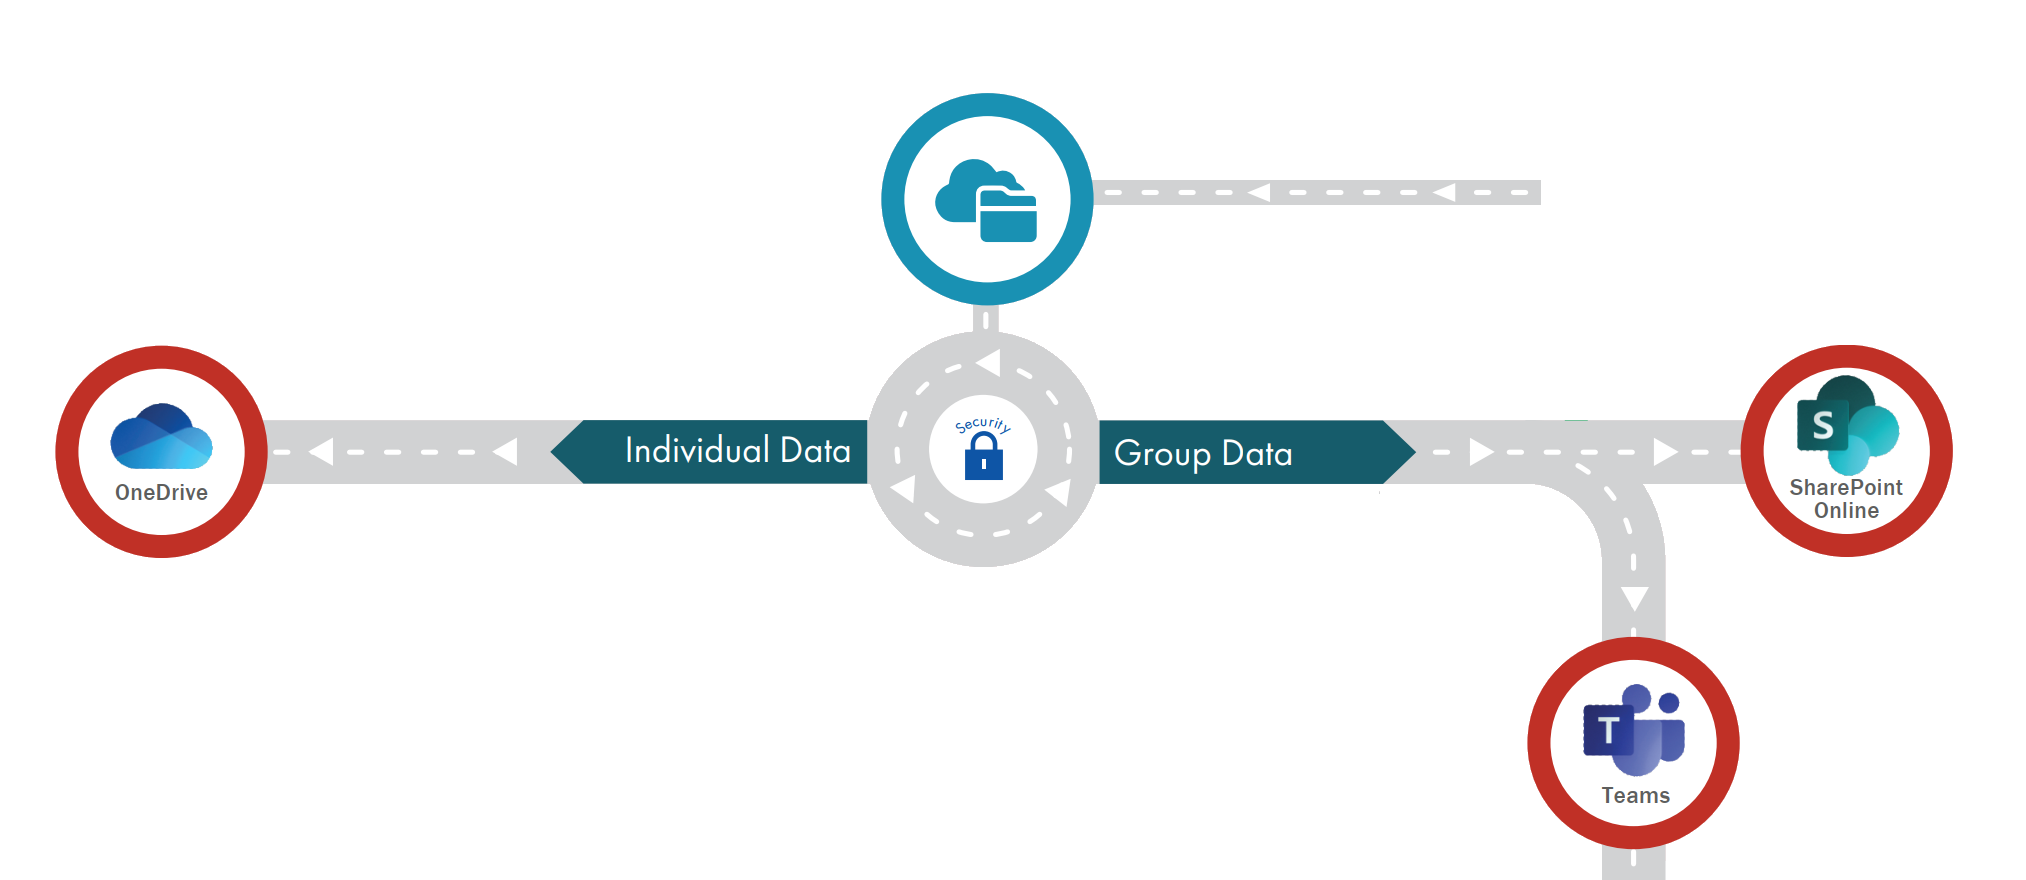 Security
Individual Data
Group Data
OneDrive
S
SharePoint
Online
T
Teams